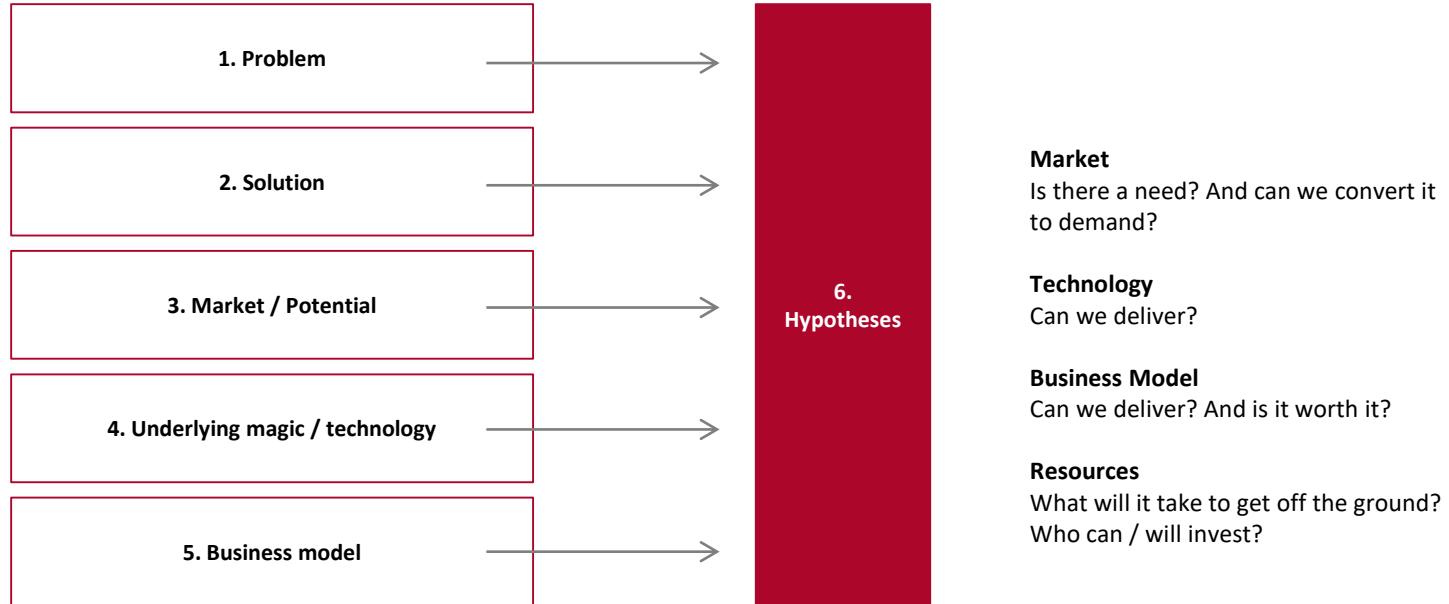 1. Problem
2. Solution
3. Market / Potential
4. Underlying magic / technology
5. Business model
6.
Hypotheses
Market
Is there a need? And can we convert it
to demand?
Technology
Can we deliver?
Business Model
Can we deliver? And is it worth it?
Resources
What will it take to get off the ground?
Who can / will invest?